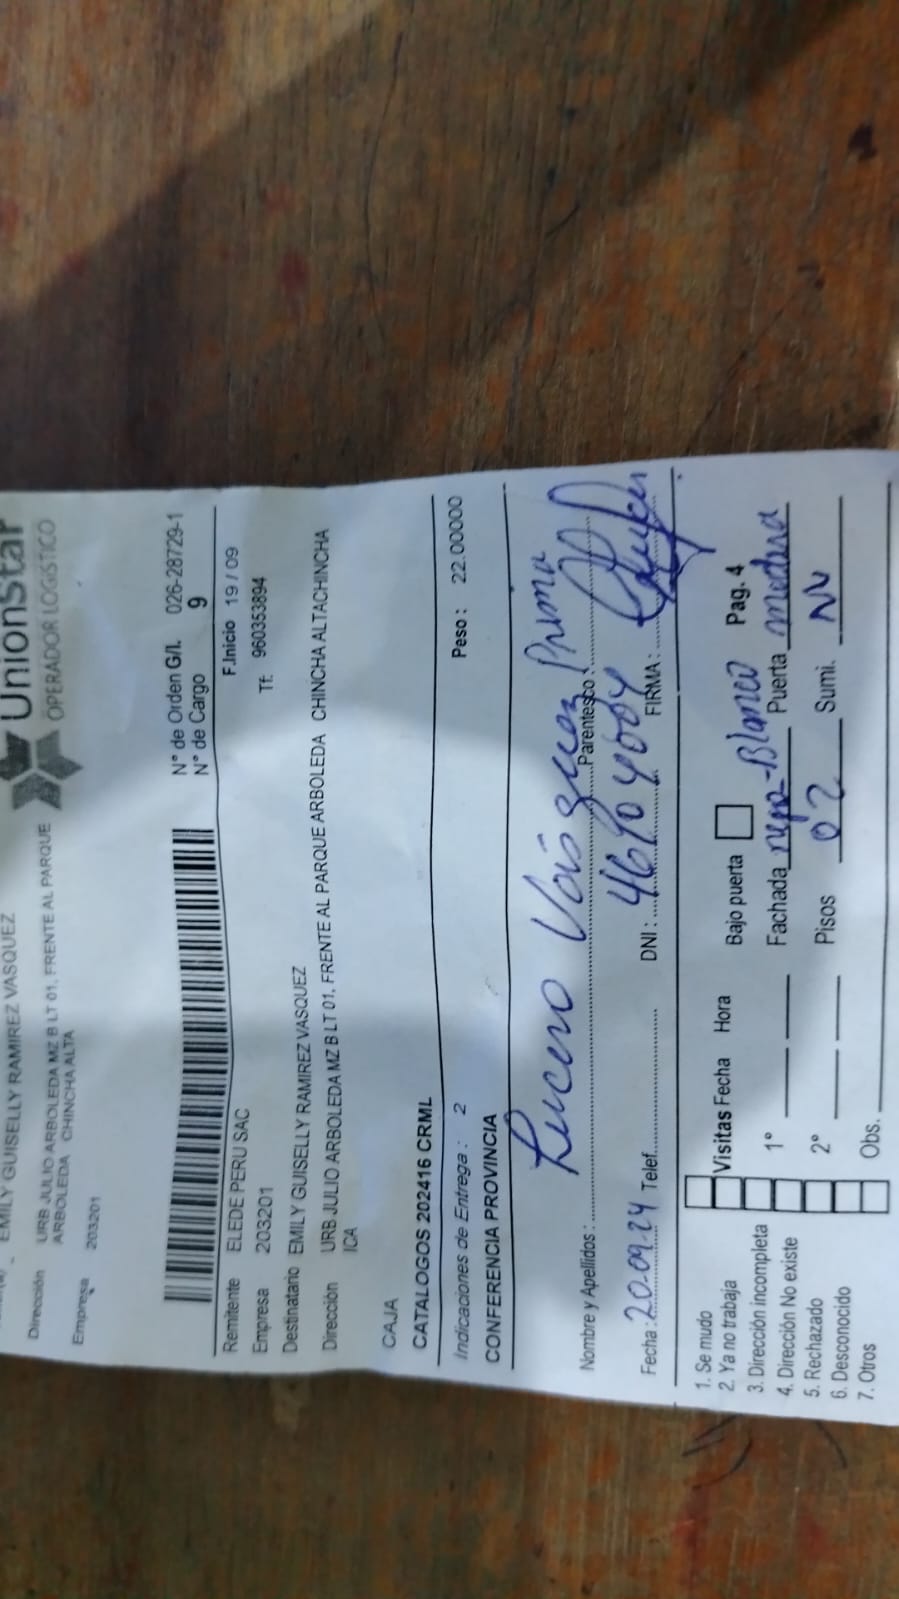 EMILY GUISELLY RAMIREZ VASQUEZ
Dirección URB JULIO ARBOLEDA MZ B LT 01, FRENTE AL PARQUE
ARBOLEDA CHINCHA ALTA
Empresa 203201
Unionstar
OPERADOR LOGISTICO
N° de Orden G/I. 026-28729-1
N° de Cargo 9
Remitente ELEDE PERU SAC F.Inicio 19 / 09
Empresa 203201 Tf: 960353894
Destinatario EMILY GUISELLY RAMIREZ VASQUEZ
Dirección URB JULIO ARBOLEDA MZ B LT 01, FRENTE AL PARQUE ARBOLEDA CHINCHA ALTACHINCHA
ICA
CAJA
CATALOGOS 202416 CRML
Indicaciones de Entrega : 2 Peso : 22.00000
CONFERENCIA PROVINCIA
Nombre y Apellidos : Lucero Parentesco : Prima
Fecha : 20.09.24 Telef. DNI : 46904004 FIRMA :
1. Se mudo
2. Ya no trabaja
3. Dirección incompleta
4. Dirección No existe
5. Rechazado
6. Desconocido
7. Otros
Visitas Fecha Hora Bajo puerta Pag. 4
1° Fachada -Blanco Puerta madera
2° Pisos 02 Sumi. NV
Obs.